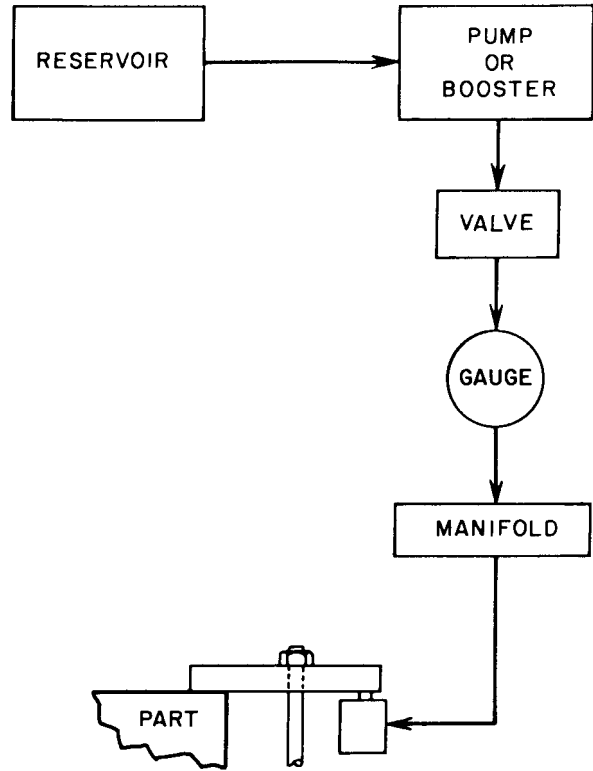 RESERVOIR
PUMP
OR
BOOSTER
VALVE
GAUGE
MANIFOLD
PART